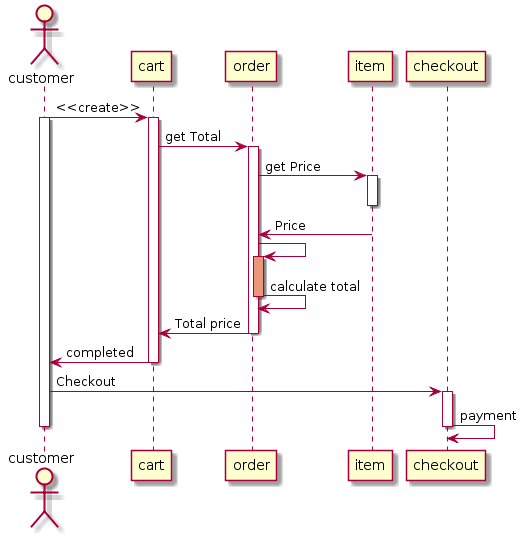 customer
cart
order
item
checkout
<<create>>
get Total
get Price
Price
calculate total
Total price
completed
Checkout
payment
customer
cart
order
item
checkout